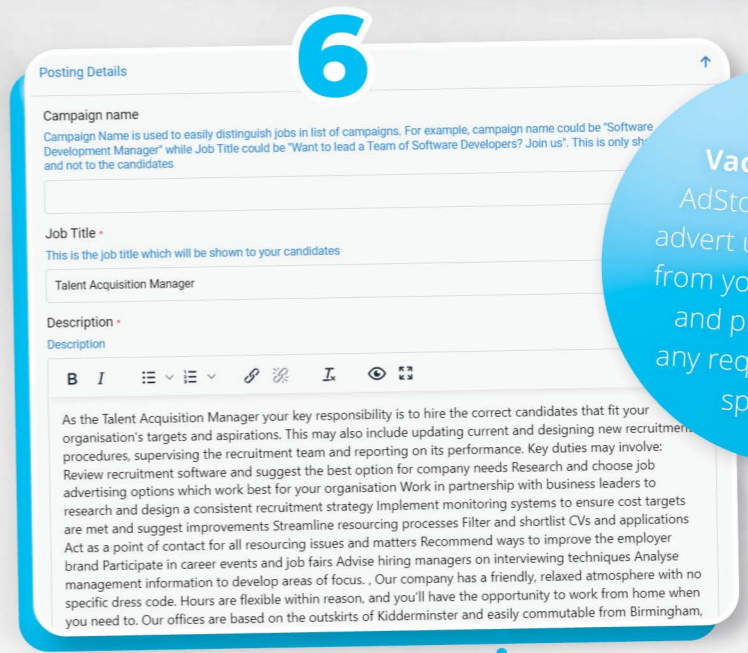 6
Posting Details
Campaign name
Campaign Name is used to easily distinguish jobs in list of campaigns. For example, campaign name could be "Software
Development Manager" while Job Title could be "Want to lead a Team of Software Developers? Join us". This is only
and not to the candidates
Job Title *
This is the job title which will be shown to your candidates
Talent Acquisition Manager
Description *
Description
B I
As the Talent Acquisition Manager your key responsibility is to hire the correct candidates that fit your
organisation's targets and aspirations. This may also include updating current and designing new recruitment
procedures, supervising the recruitment team and reporting on its performance. Key duties may involve:
Review recruitment software and suggest the best option for company needs Research and choose job
advertising options which work best for your organisation Work in partnership with business leaders to
research and design a consistent recruitment strategy Implement monitoring systems to ensure cost targets
are met and suggest improvements Streamline resourcing processes Filter and shortlist CVs and applications
Act as a point of contact for all resourcing issues and matters Recommend ways to improve the employer
brand Participate in career events and job fairs Advise hiring managers on interviewing techniques Analyse
management information to develop areas of focus. , Our company has a friendly, relaxed atmosphere with no
specific dress code. Hours are flexible within reason, and you'll have the opportunity to work from home when
you need to. Our offices are based on the outskirts of Kidderminster and easily commutable from Birmingham,
advert
from
and
any